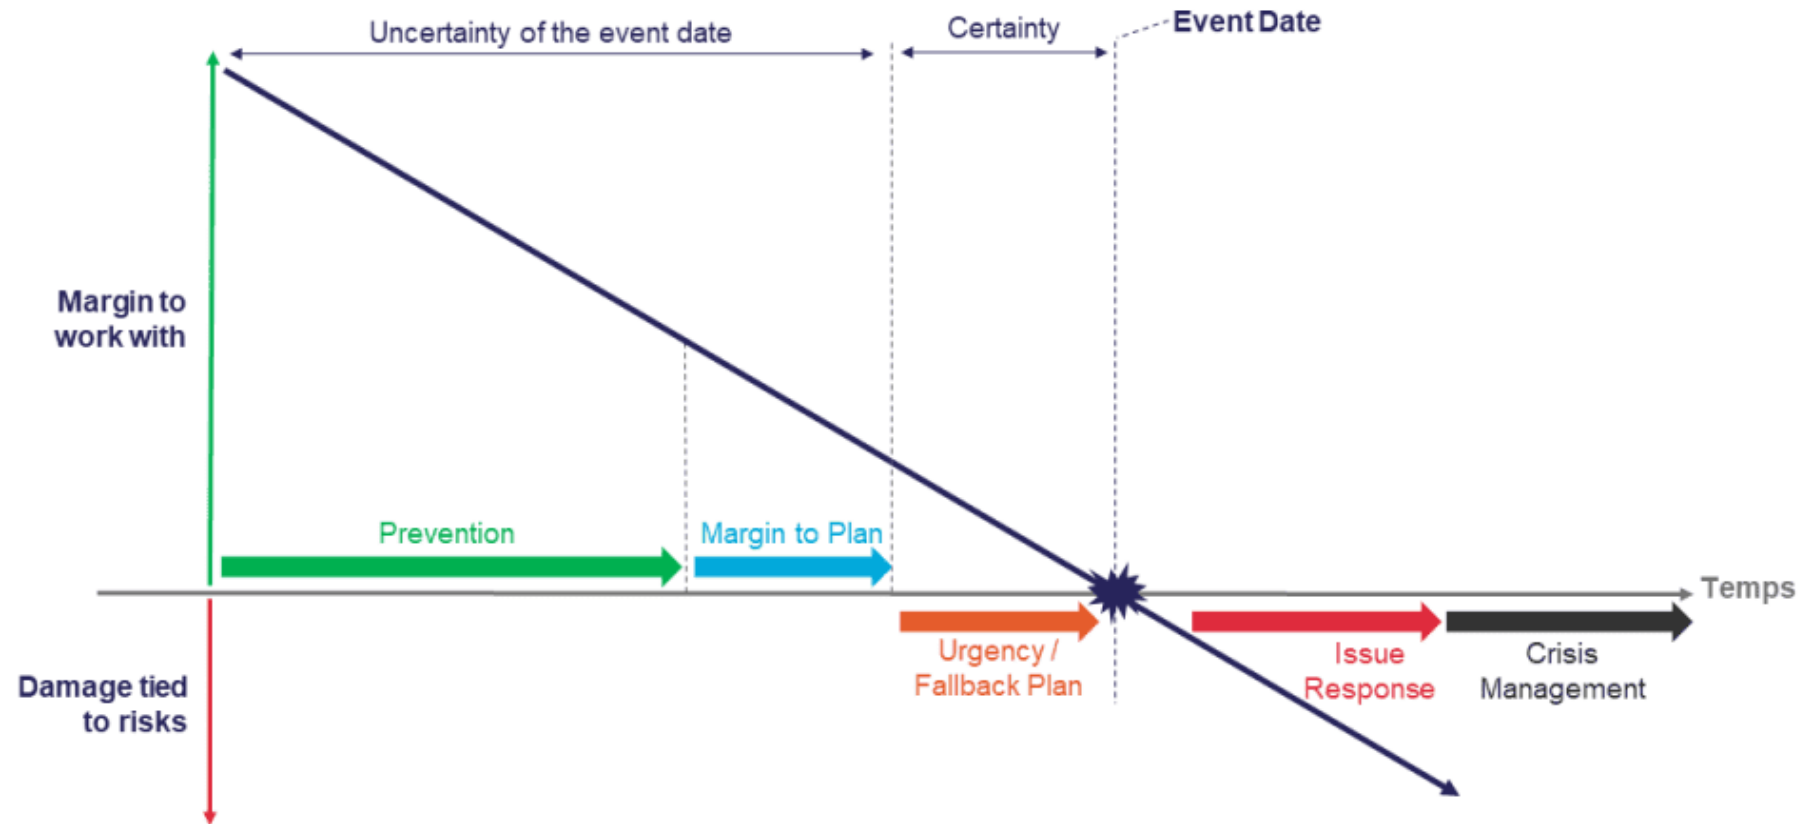 Uncertainty of the event date
Certainty
Event Date
Margin to
work with
Prevention
Margin to Plan
Temps
Urgency /
Fallback Plan
Issue
Response
Crisis
Management
Damage tied
to risks